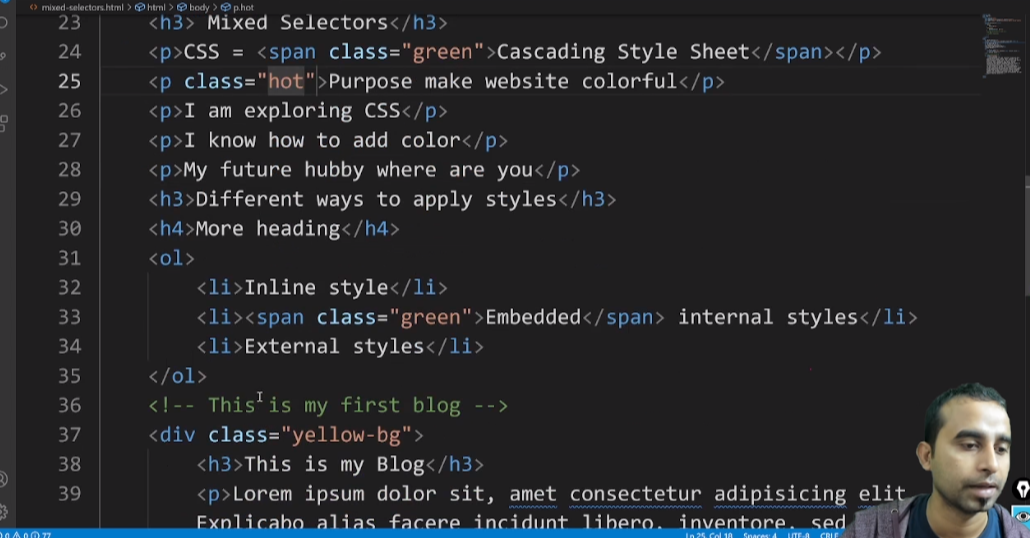 mixed-selectors.html > html > body > p.hot
23 <h3> Mixed Selectors</h3>
24 <p>CSS = <span class="green">Cascading Style Sheet</span></p>
25 <p class="hot">Purpose make website colorful</p>
26 <p>I am exploring CSS</p>
27 <p>I know how to add color</p>
28 <p>My future hubby where are you</p>
29 <h3>Different ways to apply styles</h3>
30 <h4>More heading</h4>
31 <ol>
32 <li>Inline style</li>
33 <li><span class="green">Embedded</span> internal styles</li>
34 <li>External styles</li>
35 </ol>
36 <!-- This is my first blog -->
37 <div class="yellow-bg">
38 <h3>This is my Blog</h3>
39 <p>Lorem ipsum dolor sit, amet consectetur adipisicing elit
Explicabo alias facere incidunt libero, inventore, sed
Ln 25, Col 18 Spaces: 4 UTF-8 CRLF